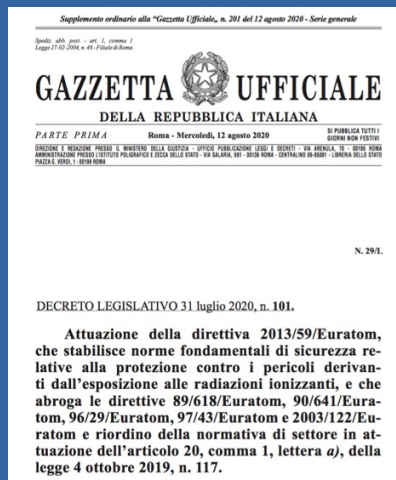 Supplemento ordinario alla "Gazzetta Ufficiale„ n. 201 del 12 agosto 2020 - Serie generale
Spediz. abb. post. - art. 1, comma 1
Legge 27-02-2004, n. 46 - Filiale di Roma
GAZZETTA UFFICIALE
DELLA REPUBBLICA ITALIANA
PARTE PRIMA
Roma - Mercoledì, 12 agosto 2020
SI PUBBLICA TUTTI I
GIORNI NON FESTIVI
DIREZIONE E REDAZIONE PRESSO IL MINISTERO DELLA GIUSTIZIA - UFFICIO PUBBLICAZIONE LEGGI E DECRETI - VIA ARENULA, 70 - 00186 ROMA
AMMINISTRAZIONE PRESSO L'ISTITUTO POLIGRAFICO E ZECCA DELLO STATO - VIA SALARIA, 691 - 00138 ROMA - CENTRALINO 06-85081 - LIBRERIA DELLO STATO
PIAZZA G. VERDI, 1 - 00198 ROMA
N. 29/L
DECRETO LEGISLATIVO 31 luglio 2020, n. 101.
Attuazione della direttiva 2013/59/Euratom,
che stabilisce norme fondamentali di sicurezza re-
lative alla protezione contro i pericoli derivan-
ti dall'esposizione alle radiazioni ionizzanti, e che
abroga le direttive 89/618/Euratom, 90/641/Eura-
tom, 96/29/Euratom, 97/43/Euratom e 2003/122/Eu-
ratom e riordino della normativa di settore in at-
tuazione dell'articolo 20, comma 1, lettera a), della
legge 4 ottobre 2019, n. 117.